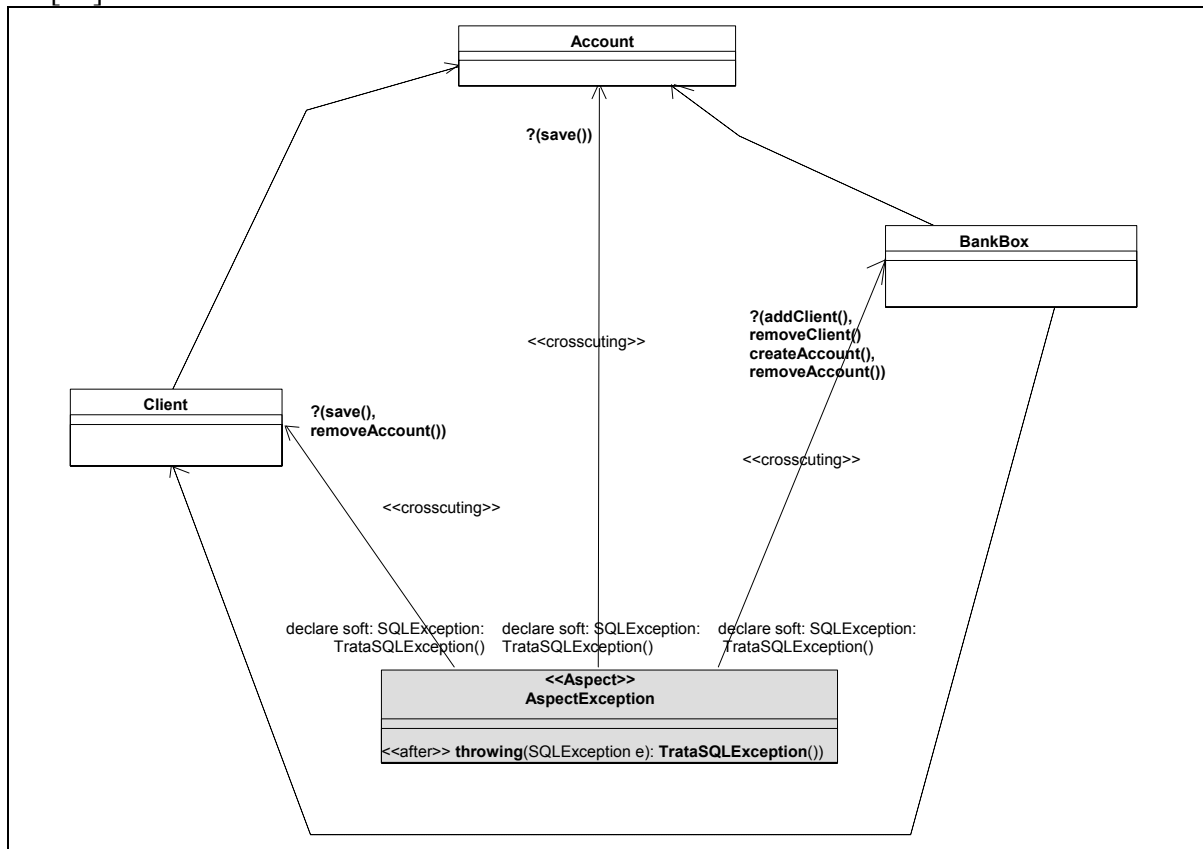 Account
?(save())
BankBox
?(addClient(),
removeClient()
createAccount(),
removeAccount())
<<crosscuting>>
Client
?(save(),
removeAccount())
<<crosscuting>>
<<crosscuting>>
declare soft: SQLException:
TrataSQLException()
declare soft: SQLException:
TrataSQLException()
declare soft: SQLException:
TrataSQLException()
<<Aspect>>
AspectException
<<after>> throwing(SQLException e): TrataSQLException())